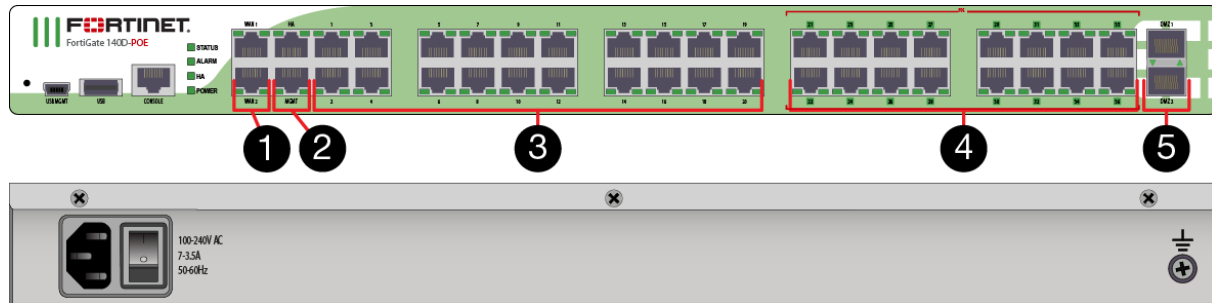 FORTINET.
FortiGate 140D-POE
STATUS
ALARM
HA
POWER
USB MGMT
USB
CONSOLE
WAN 1
HA
1
3
5
7
9
11
13
15
17
19
POE
DMZ 1
WAN 2
MGMT
2
4
6
8
10
12
14
16
18
20
DMZ 2
1
2
3
4
5
100-240V AC
7-3.5A
50-60Hz